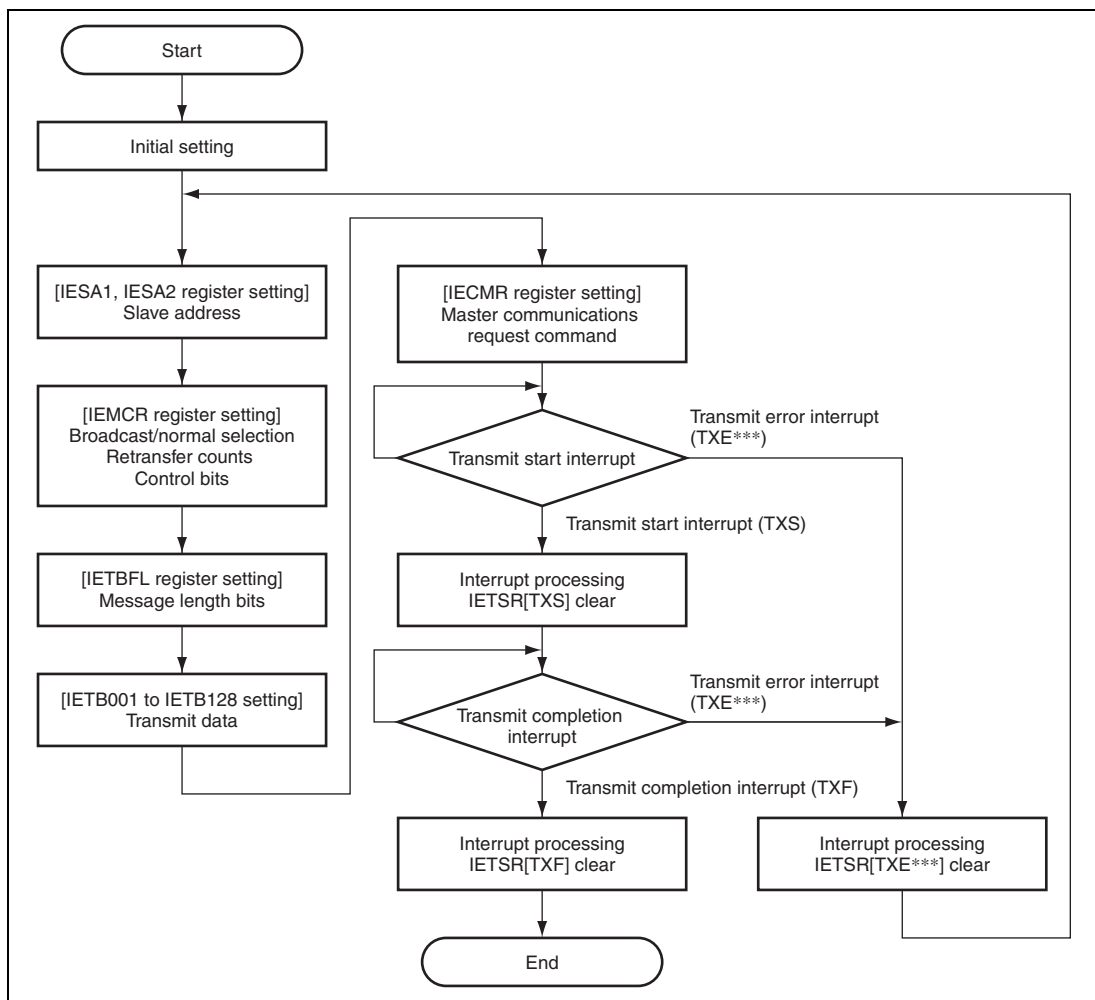 Start
Initial setting
[IESA1, IESA2 register setting]
Slave address
[IEMCR register setting]
Broadcast/normal selection
Retransfer counts
Control bits
[IETBFL register setting]
Message length bits
[IETB001 to IETB128 setting]
Transmit data
[IECMR register setting]
Master communications
request command
Transmit start interrupt
Transmit error interrupt
(TXE***)
Transmit start interrupt (TXS)
Interrupt processing
IETSR[TXS] clear
Transmit completion
interrupt
Transmit error interrupt
(TXE***)
Transmit completion interrupt (TXF)
Interrupt processing
IETSR[TXF] clear
Interrupt processing
IETSR[TXE***] clear
End